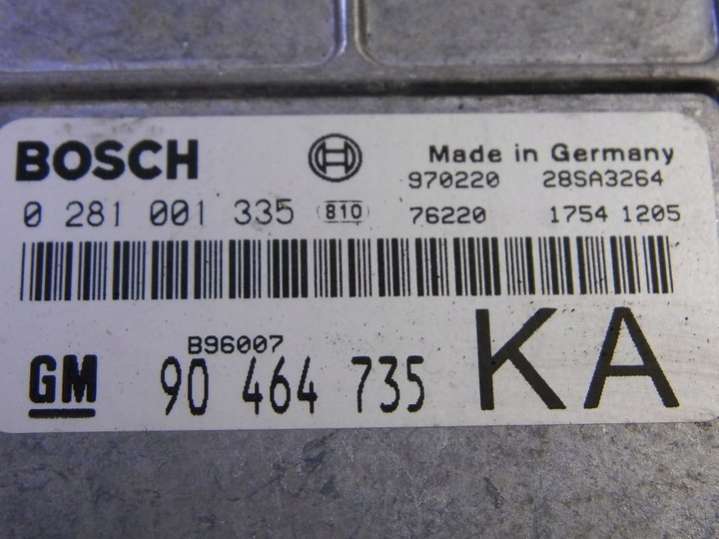 BOSCH Made in Germany
970220 28SA3264
0 281 001 335 810 76220 1754 1205
B96007
GM 90 464 735 KA